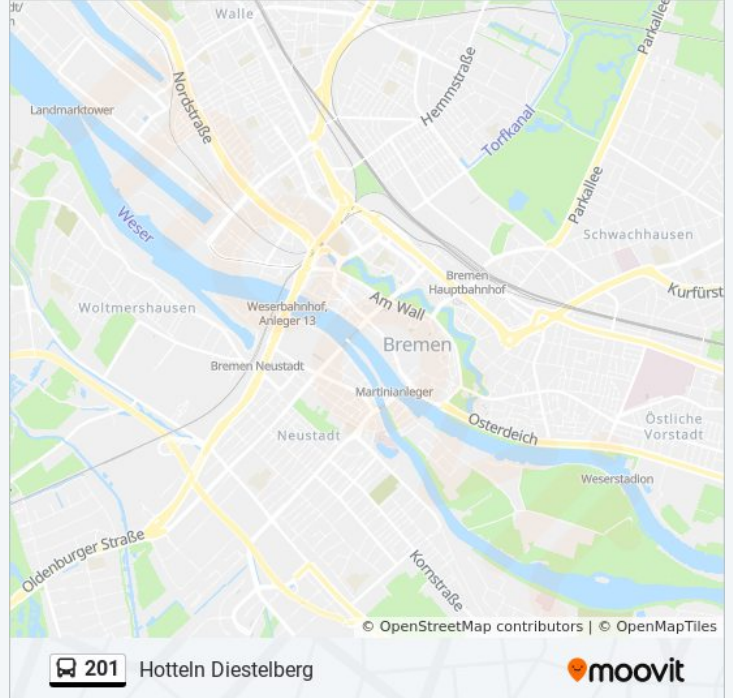 dt/
Walle
Parkallee
Nordstraße
Hemmstraße
Landmarktower
Torfkanal
Parkallee
Weser
Schwachhausen
Bremen
Hauptbahnhof
Kurfürst
Woltmershausen
Weserbahnhof,
Anleger 13
Am Wall
Bremen
Bremen Neustadt
Martinianleger
Neustadt
Osterdeich
Östliche
Vorstadt
Weserstadion
Oldenburger Straße
Kornstraße
© OpenStreetMap contributors | © OpenMapTiles
201 Hotteln Diestelberg moovit